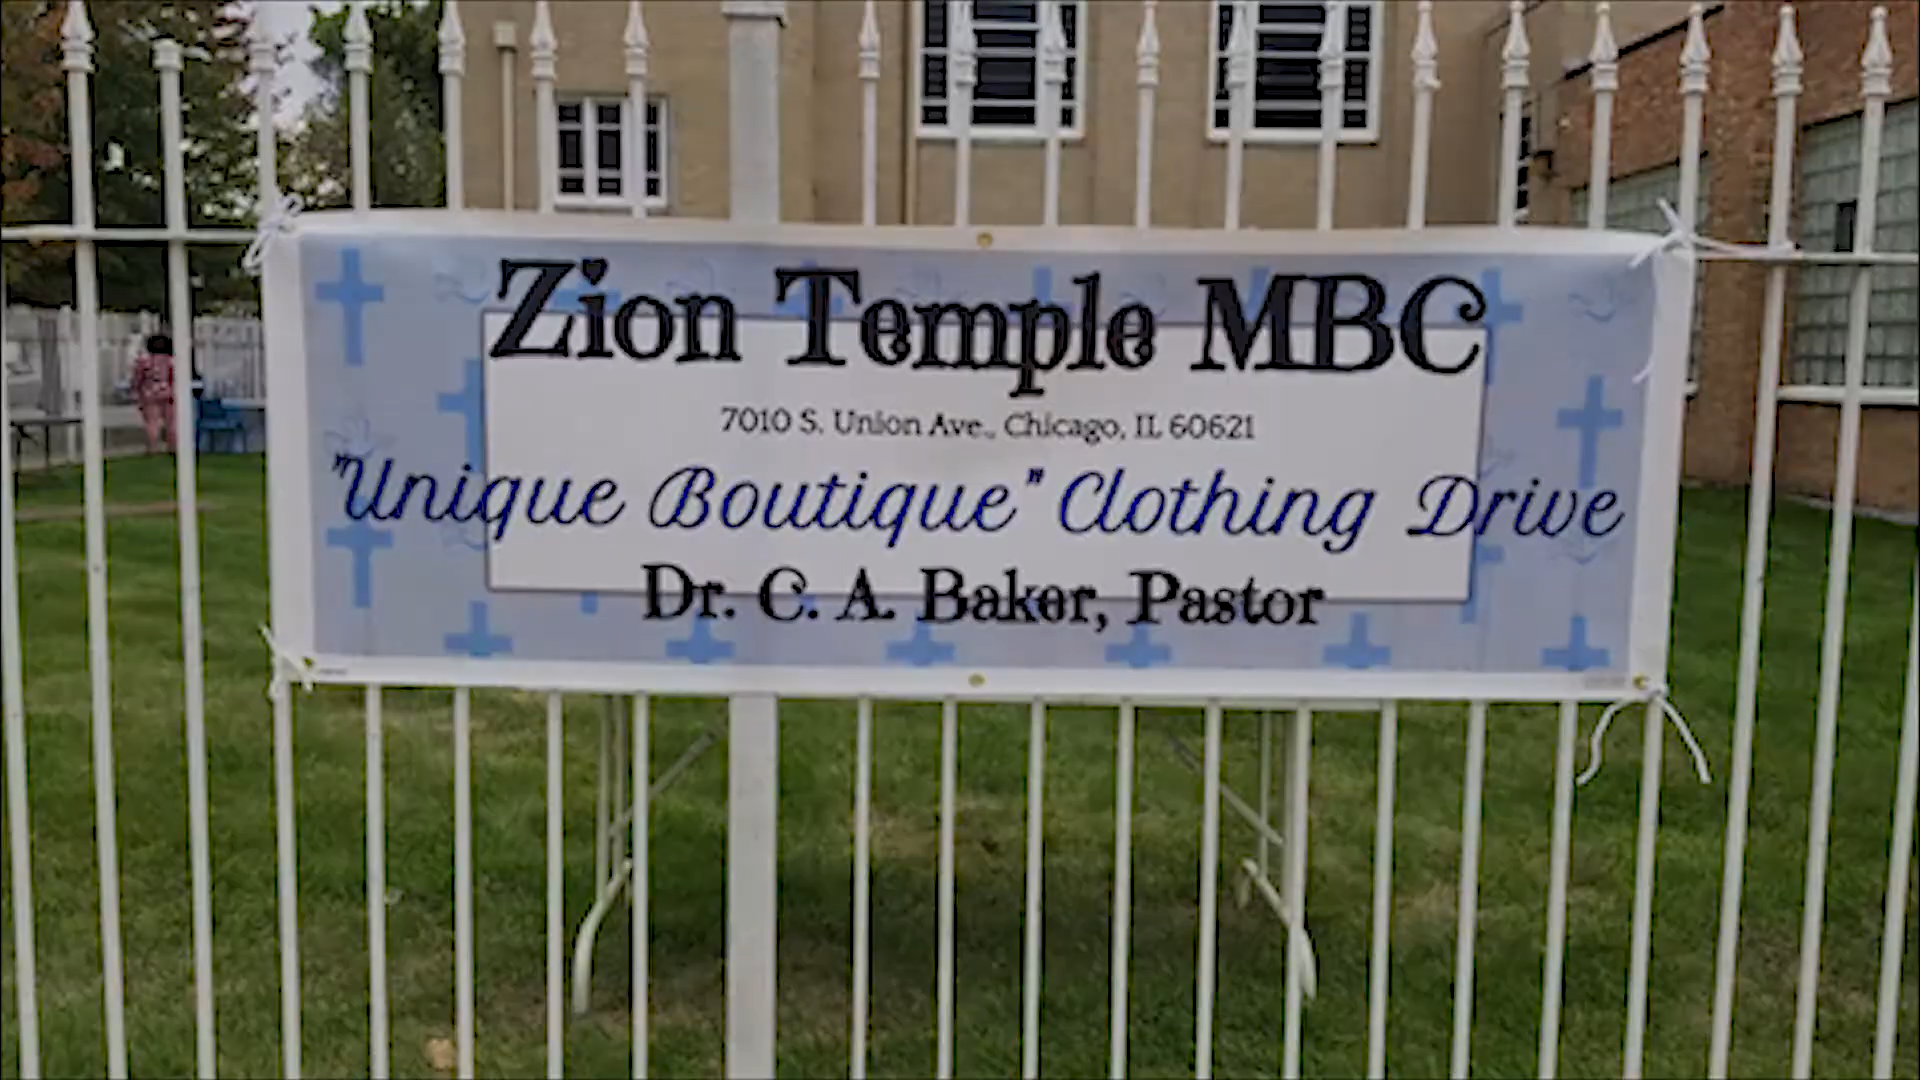 Zion Temple MBC
7010 S. Union Ave., Chicago, IL 60621
"Unique Boutique" Clothing Drive
Dr. C. A. Baker, Pastor